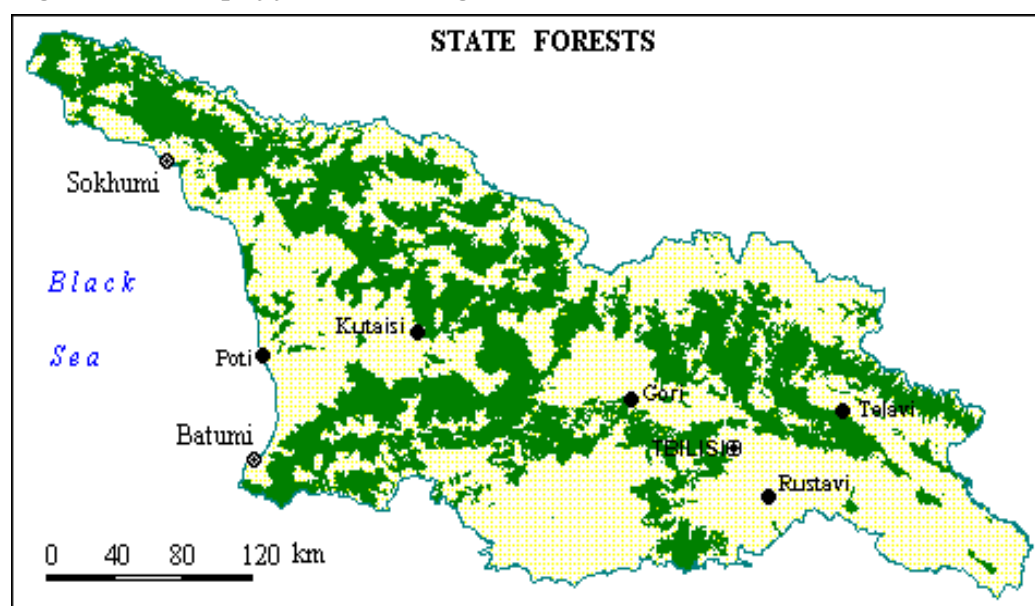 STATE FORESTS
Sokhumi
Black
Sea
Kutaisi
Poti
Gori
Telavi
Batumi
TBILISI
Rustavi
0 40 80 120 km